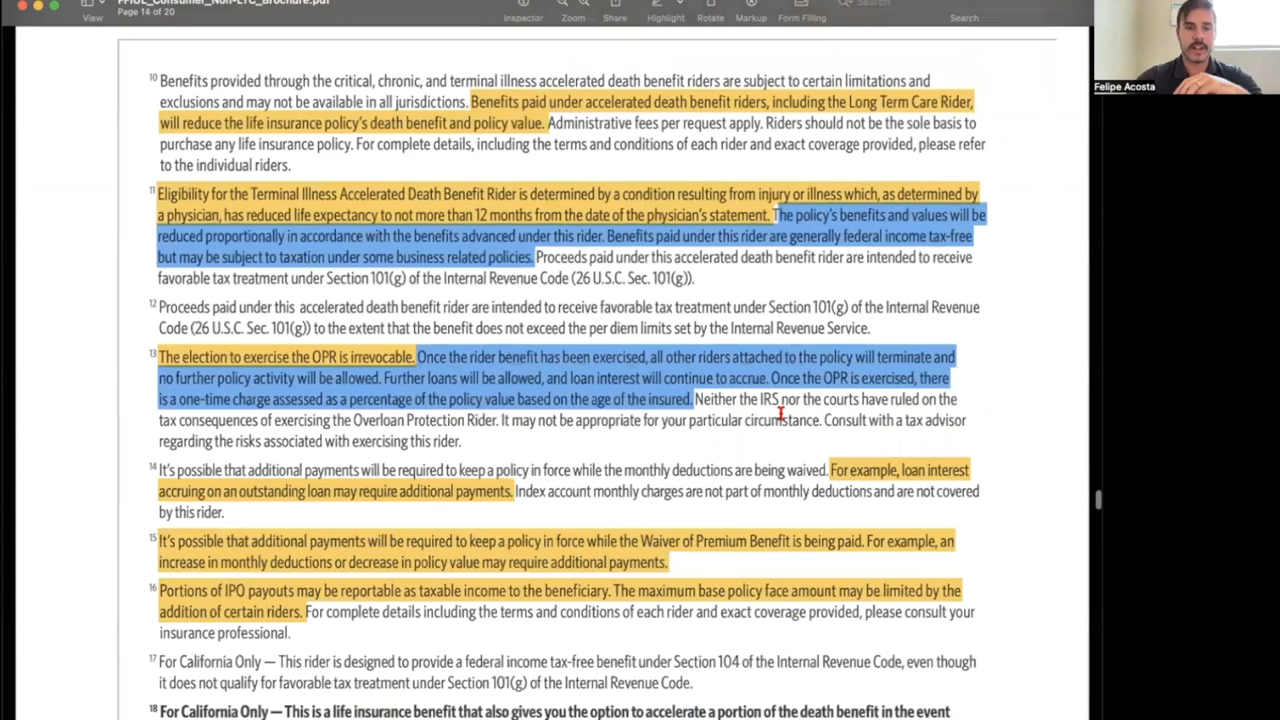 PFIUL_Consumer_Non-LTC_Brochure.pdf
Page 14 of 20
View
Inspector
Zoom
Share
Highlight
Rotate
Markup
Form Filling
Search
Search
Felipe Acosta
10 Benefits provided through the critical, chronic, and terminal illness accelerated death benefit riders are subject to certain limitations and
exclusions and may not be available in all jurisdictions. Benefits paid under accelerated death benefit riders, including the Long Term Care Rider,
will reduce the life insurance policy's death benefit and policy value. Administrative fees per request apply. Riders should not be the sole basis to
purchase any life insurance policy. For complete details, including the terms and conditions of each rider and exact coverage provided, please refer
to the individual riders.
11 Eligibility for the Terminal Illness Accelerated Death Benefit Rider is determined by a condition resulting from injury or illness which, as determined by
a physician, has reduced life expectancy to not more than 12 months from the date of the physician's statement. The policy's benefits and values will be
reduced proportionally in accordance with the benefits advanced under this rider. Benefits paid under this rider are generally federal income tax-free
but may be subject to taxation under some business related policies. Proceeds paid under this accelerated death benefit rider are intended to receive
favorable tax treatment under Section 101(g) of the Internal Revenue Code (26 U.S.C. Sec. 101(g)).
12 Proceeds paid under this accelerated death benefit rider are intended to receive favorable tax treatment under Section 101(g) of the Internal Revenue
Code (26 U.S.C. Sec. 101(g)) to the extent that the benefit does not exceed the per diem limits set by the Internal Revenue Service.
13 The election to exercise the OPR is irrevocable. Once the rider benefit has been exercised, all other riders attached to the policy will terminate and
no further policy activity will be allowed. Further loans will be allowed, and loan interest will continue to accrue. Once the OPR is exercised, there
is a one-time charge assessed as a percentage of the policy value based on the age of the insured. Neither the IRS nor the courts have ruled on the
tax consequences of exercising the Overloan Protection Rider. It may not be appropriate for your particular circumstance. Consult with a tax advisor
regarding the risks associated with exercising this rider.
14 It's possible that additional payments will be required to keep a policy in force while the monthly deductions are being waived. For example, loan interest
accruing on an outstanding loan may require additional payments. Index account monthly charges are not part of monthly deductions and are not covered
by this rider.
15 It's possible that additional payments will be required to keep a policy in force while the Waiver of Premium Benefit is being paid. For example, an
increase in monthly deductions or decrease in policy value may require additional payments.
16 Portions of IPO payouts may be reportable as taxable income to the beneficiary. The maximum base policy face amount may be limited by the
addition of certain riders. For complete details including the terms and conditions of each rider and exact coverage provided, please consult your
insurance professional.
17 For California Only — This rider is designed to provide a federal income tax-free benefit under Section 104 of the Internal Revenue Code, even though
it does not qualify for favorable tax treatment under Section 101(g) of the Internal Revenue Code.
18 For California Only — This is a life insurance benefit that also gives you the option to accelerate a portion of the death benefit in the event